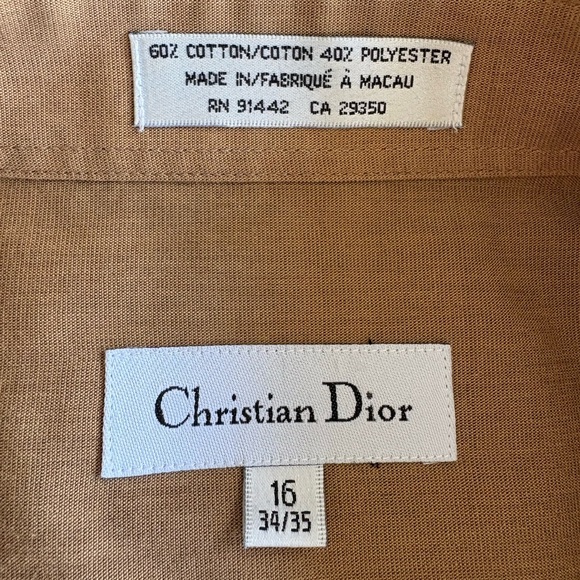 60% COTTON/COTON 40% POLYESTER
MADE IN/FABRIQUÉ À MACAU
RN 91442 CA 29350
Christian Dior
16
34/35